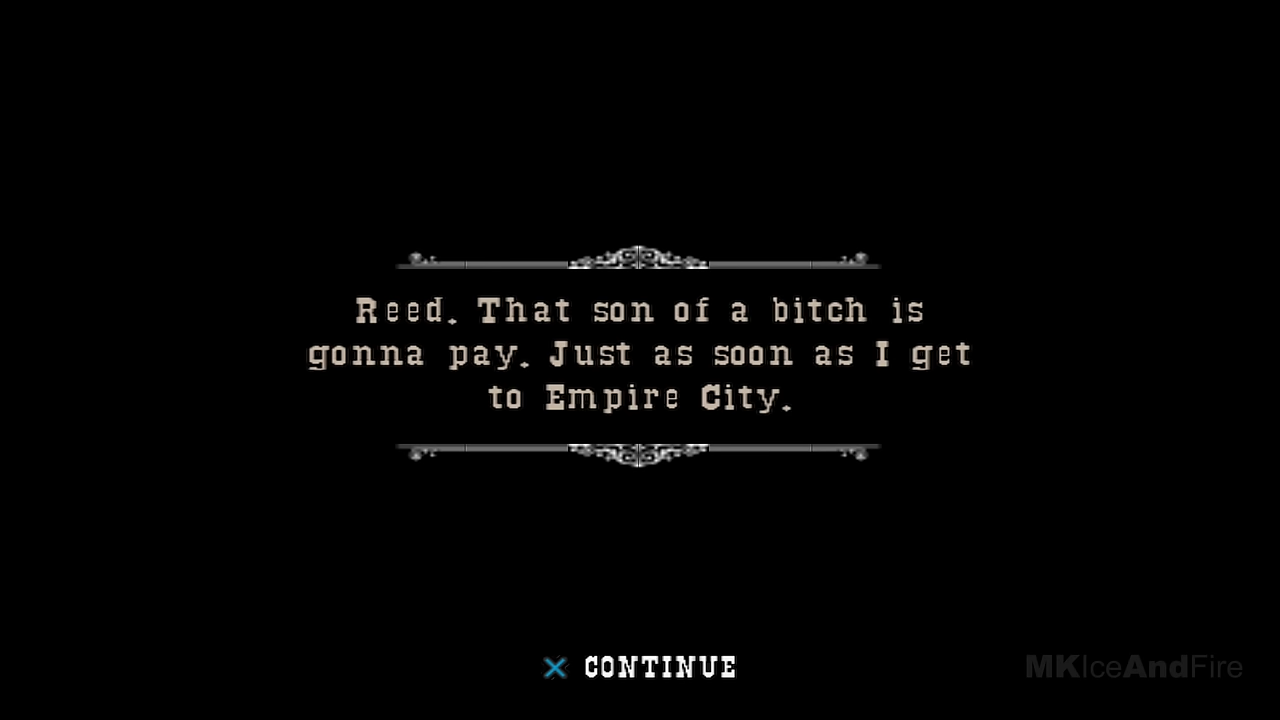 Reed. That son of a bitch is
gonna pay. Just as soon as I get
to Empire City.
CONTINUE
MKIceAndFire